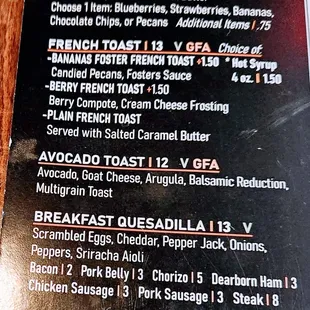 Choose 1 Item: Blueberries, Strawberries, Bananas,
Chocolate Chips, or Pecans Additional Items | .75
FRENCH TOAST | 13 V GFA Choice of:
-BANANAS FOSTER FRENCH TOAST +1.50 * Hot Syrup
Candied Pecans, Fosters Sauce 4 oz. | 1.50
-BERRY FRENCH TOAST +1.50
Berry Compote, Cream Cheese Frosting
-PLAIN FRENCH TOAST
Served with Salted Caramel Butter
AVOCADO TOAST | 12 V GFA
Avocado, Goat Cheese, Arugula, Balsamic Reduction,
Multigrain Toast
BREAKFAST QUESADILLA | 13 V
Scrambled Eggs, Cheddar, Pepper Jack, Onions,
Peppers, Sriracha Aioli
Bacon | 2 Pork Belly | 3 Chorizo | 5 Dearborn Ham | 3
Chicken Sausage | 3 Pork Sausage | 3 Steak | 8